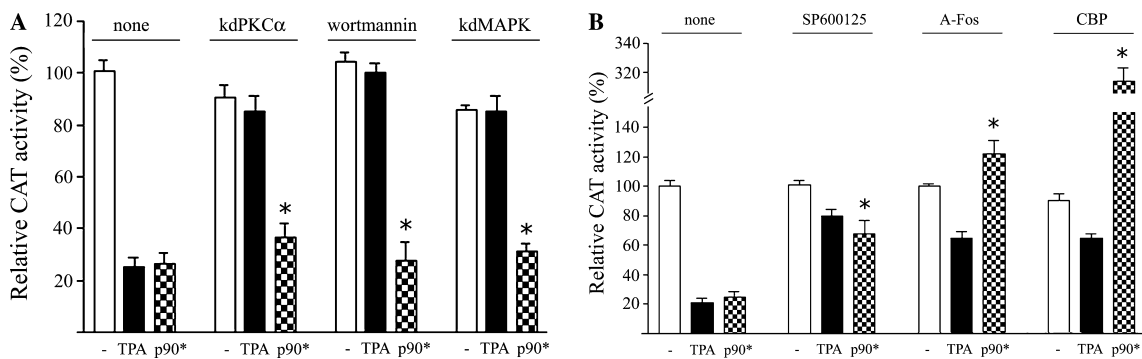 A
none kdPKCα wortmannin kdMAPK
Relative CAT activity (%)
120
100
80
60
40
20
*
*
*
- TPA p90* - TPA p90* - TPA p90* - TPA p90*
B
none SP600125 A-Fos CBP
Relative CAT activity (%)
340
320
140
120
100
80
60
40
20
*
*
*
- TPA p90* - TPA p90* - TPA p90* - TPA p90*